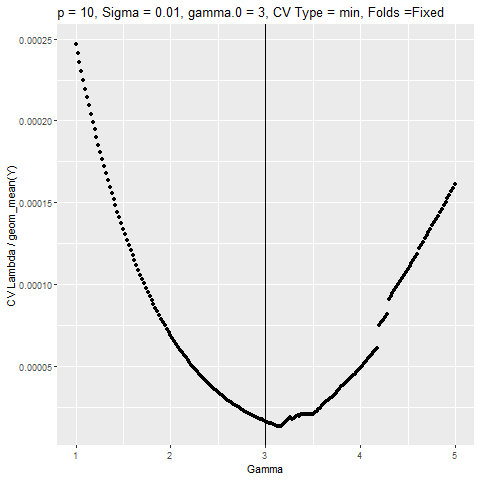 p = 10, Sigma = 0.01, gamma.0 = 3, CV Type = min, Folds =Fixed
CV Lambda / geom_mean(Y)
0.00025
0.00020
0.00015
0.00010
0.00005
1 2 3 4 5
Gamma